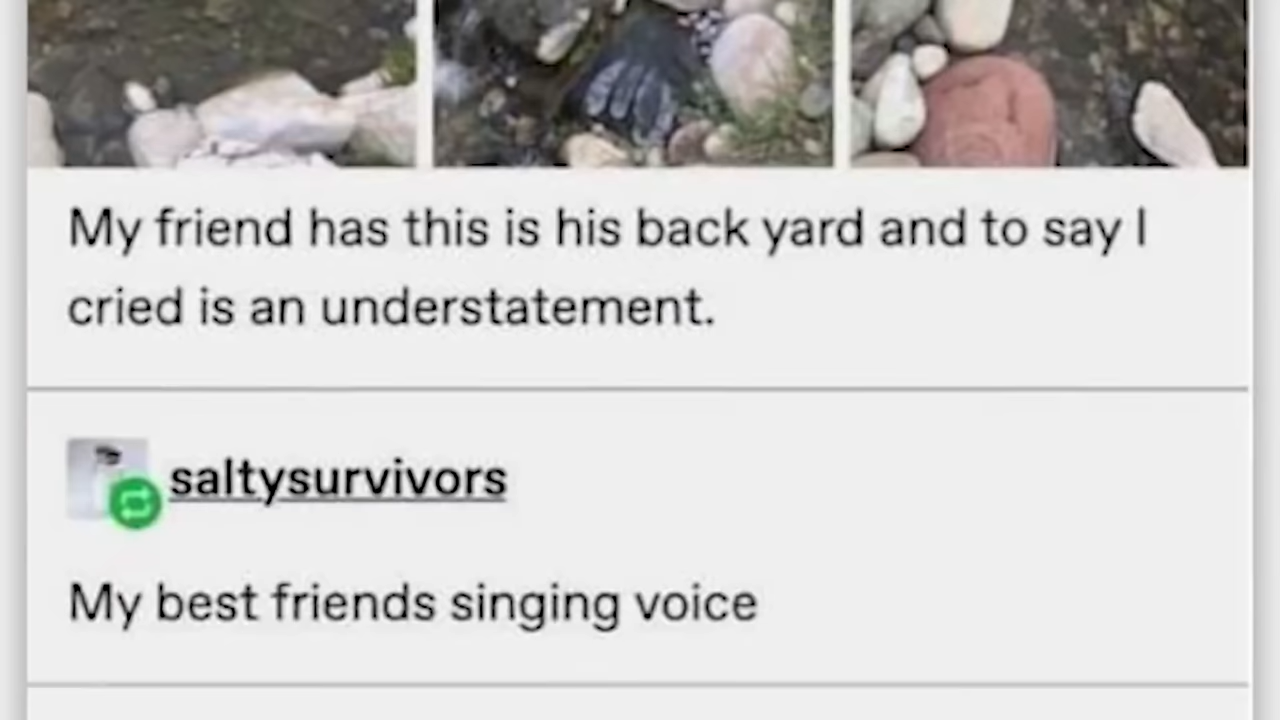 My friend has this is his back yard and to say I
cried is an understatement.
saltysurvivors
My best friends singing voice